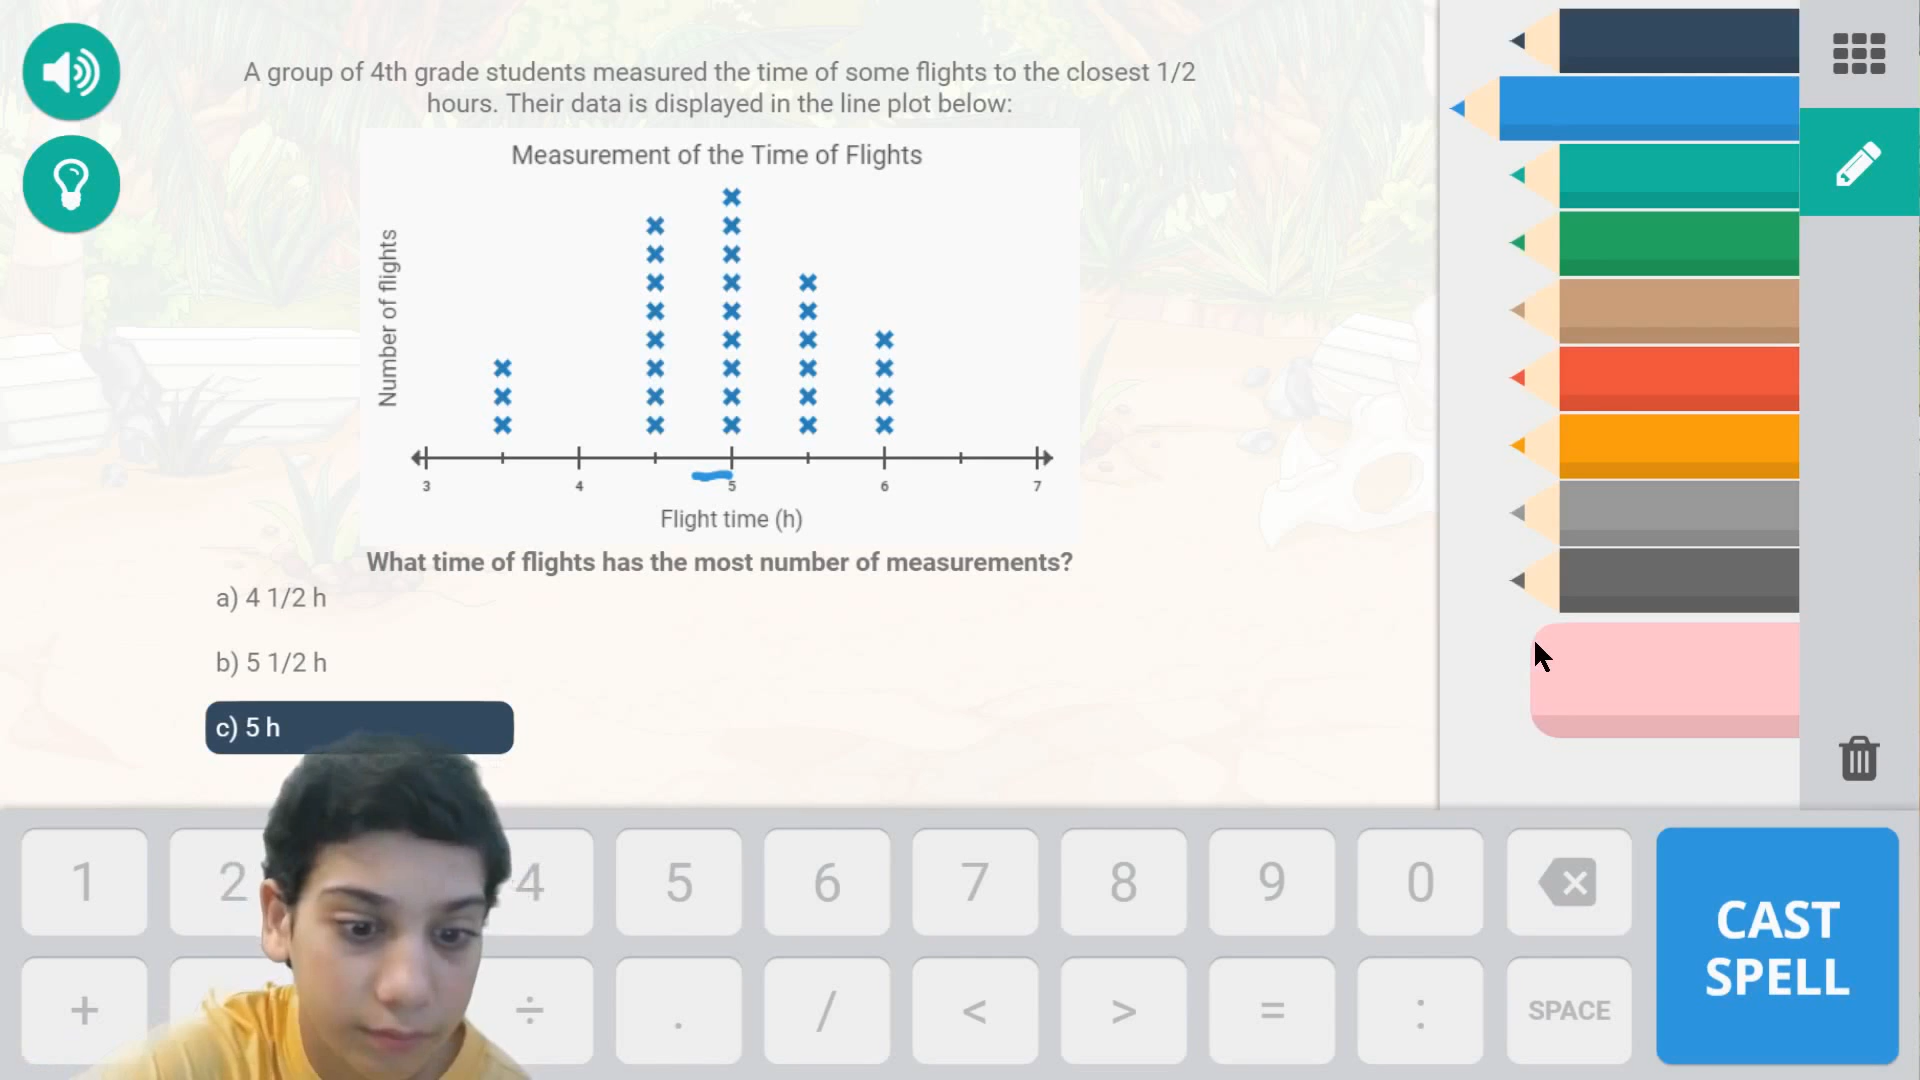 A group of 4th grade students measured the time of some flights to the closest 1/2
hours. Their data is displayed in the line plot below:
Measurement of the Time of Flights
Number of flights
3 4 5 6 7
Flight time (h)
What time of flights has the most number of measurements?
a) 4 1/2 h
b) 5 1/2 h
c) 5 h
1 2 4 5 6 7 8 9 0
CAST
SPELL
+ ÷ . / < > = : SPACE